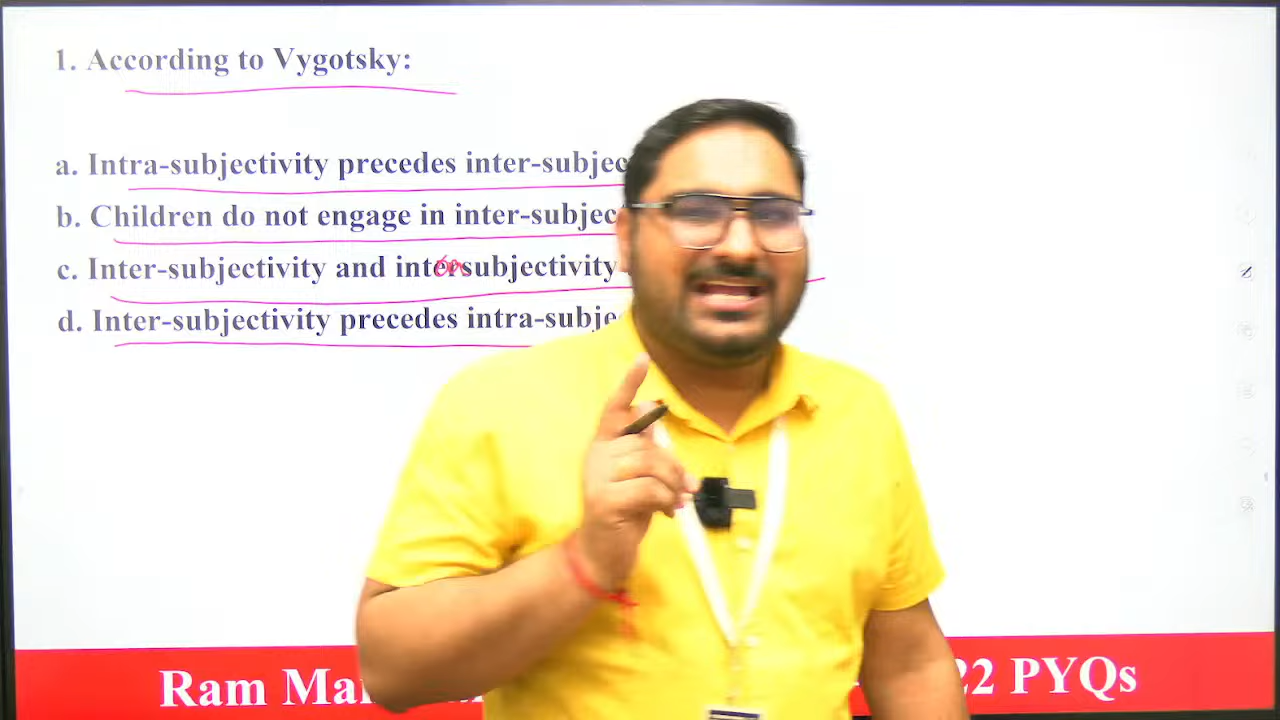 1. According to Vygotsky:
a. Intra-subjectivity precedes inter-subjec
b. Children do not engage in inter-subjec
c. Inter-subjectivity and intersubjectivity
d. Inter-subjectivity precedes intra-subje
Ram Ma 22 PYQs